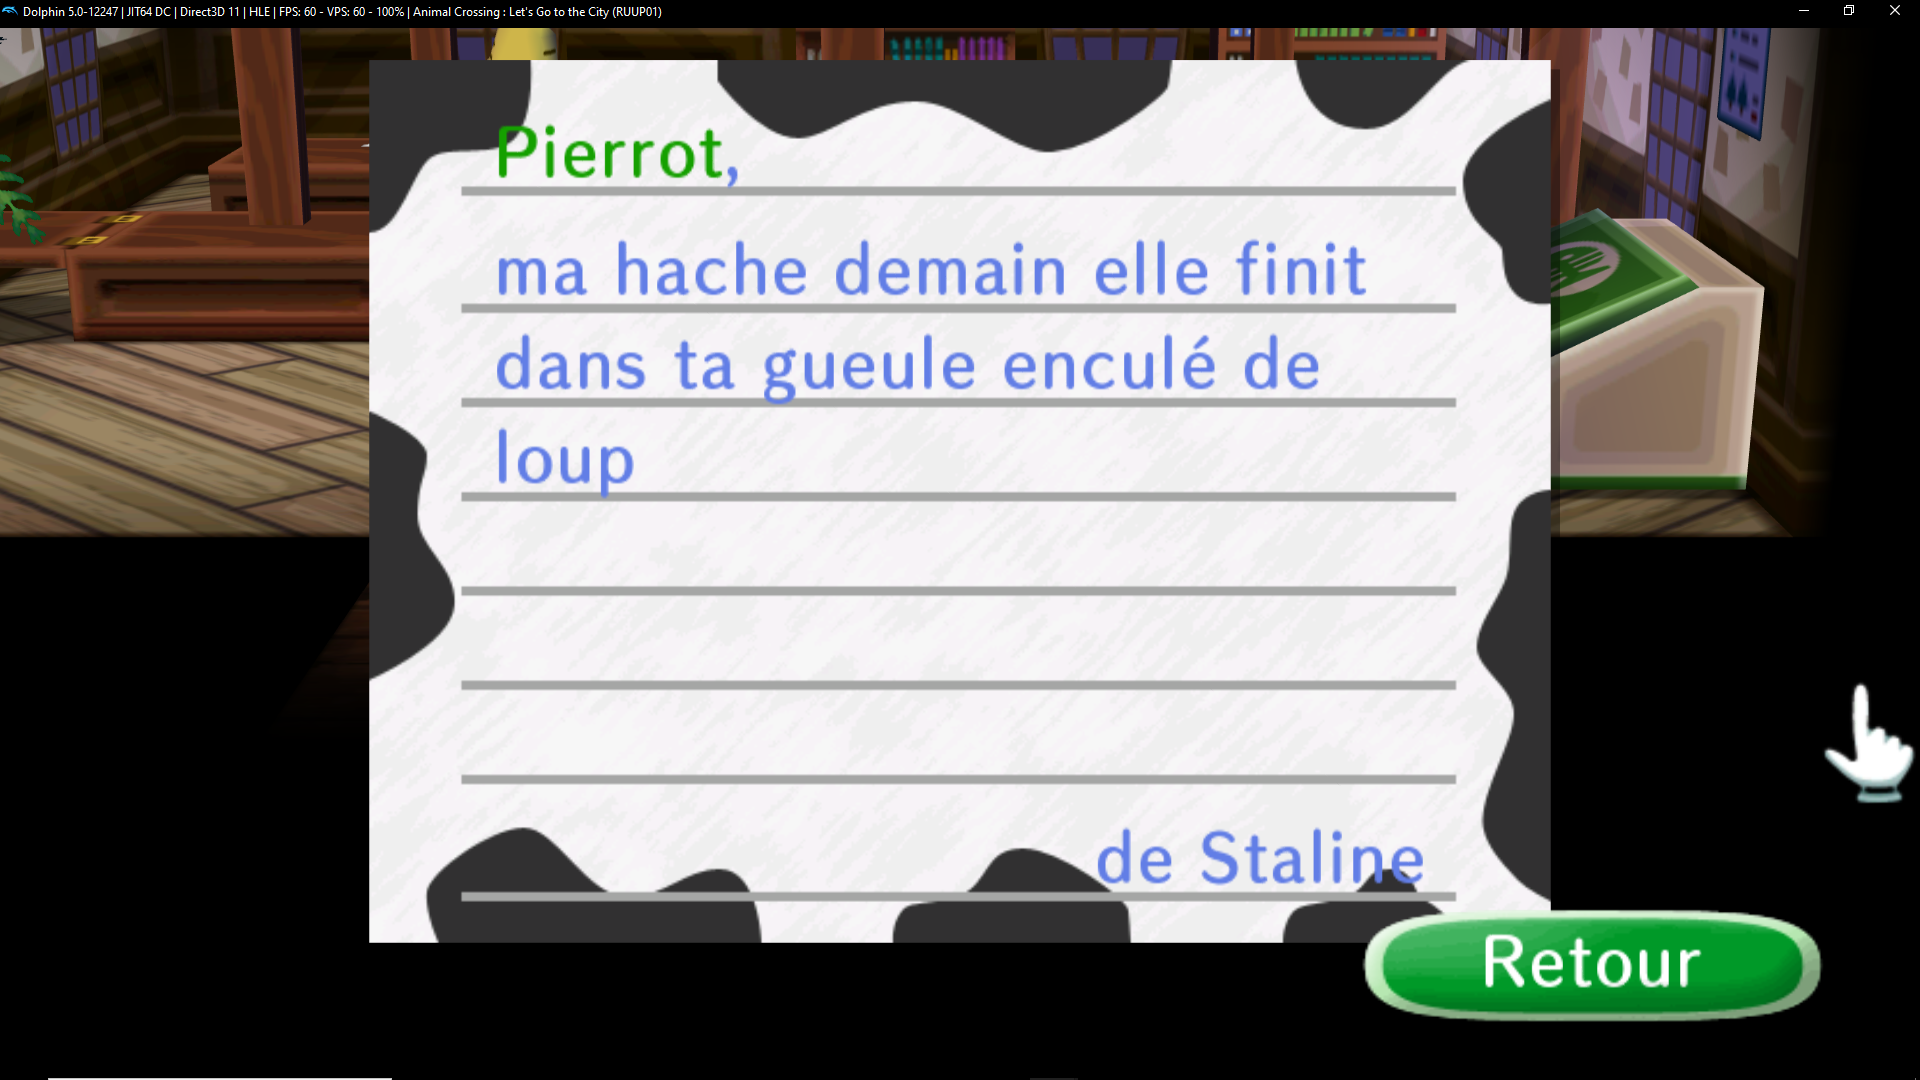 Dolphin 5.0-12247 | JIT64 DC | Direct3D 11 | HLE | FPS: 60 - VPS: 60 - 100% | Animal Crossing : Let's Go to the City (RUUP01)
Pierrot,
ma hache demain elle finit
dans ta gueule enculé de
loup
de Staline
Retour